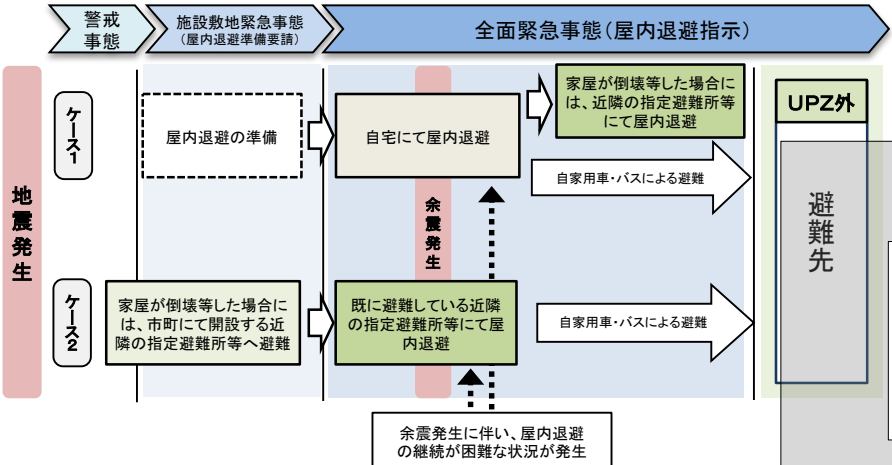 警戒
事態
施設敷地緊急事態
(屋内退避準備要請)
全面緊急事態(屋内退避指示)
地震発生
ケース1
屋内退避の準備
自宅にて屋内退避
家屋が倒壊等した場合に
は、近隣の指定避難所等
にて屋内退避
自家用車・バスによる避難
UPZ外
避難先
余震発生
ケース2
家屋が倒壊等した場合に
は、市町にて開設する近
隣の指定避難所等へ避難
既に避難している近隣
の指定避難所等にて屋
内退避
自家用車・バスによる避難
余震発生に伴い、屋内退避
の継続が困難な状況が発生